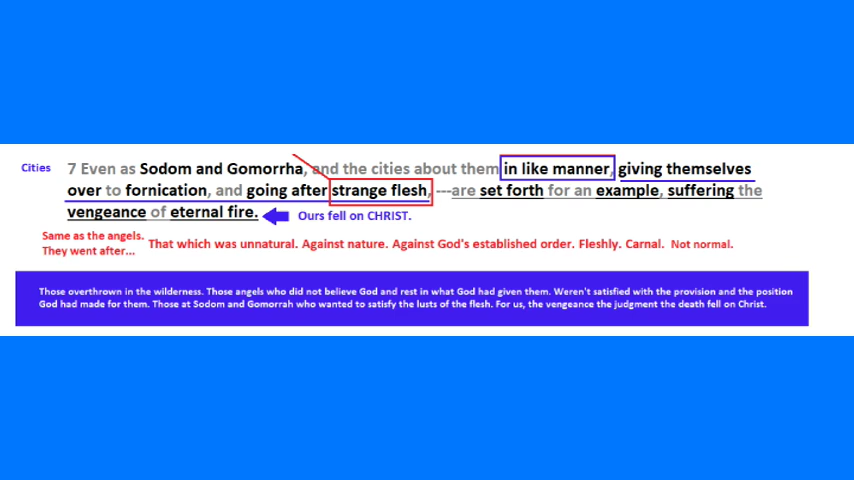 Cities 7 Even as Sodom and Gomorrha, and the cities about them in like manner, giving themselves
over to fornication, and going after strange flesh, ---are set forth for an example, suffering the
vengeance of eternal fire. Ours fell on CHRIST.
Same as the angels.
They went after... That which was unnatural. Against nature. Against God's established order. Fleshly. Carnal. Not normal.
Those overthrown in the wilderness. Those angels who did not believe God and rest in what God had given them. Weren't satisfied with the provision and the position
God had made for them. Those at Sodom and Gomorrah who wanted to satisfy the lusts of the flesh. For us, the vengeance the judgment the death fell on Christ.